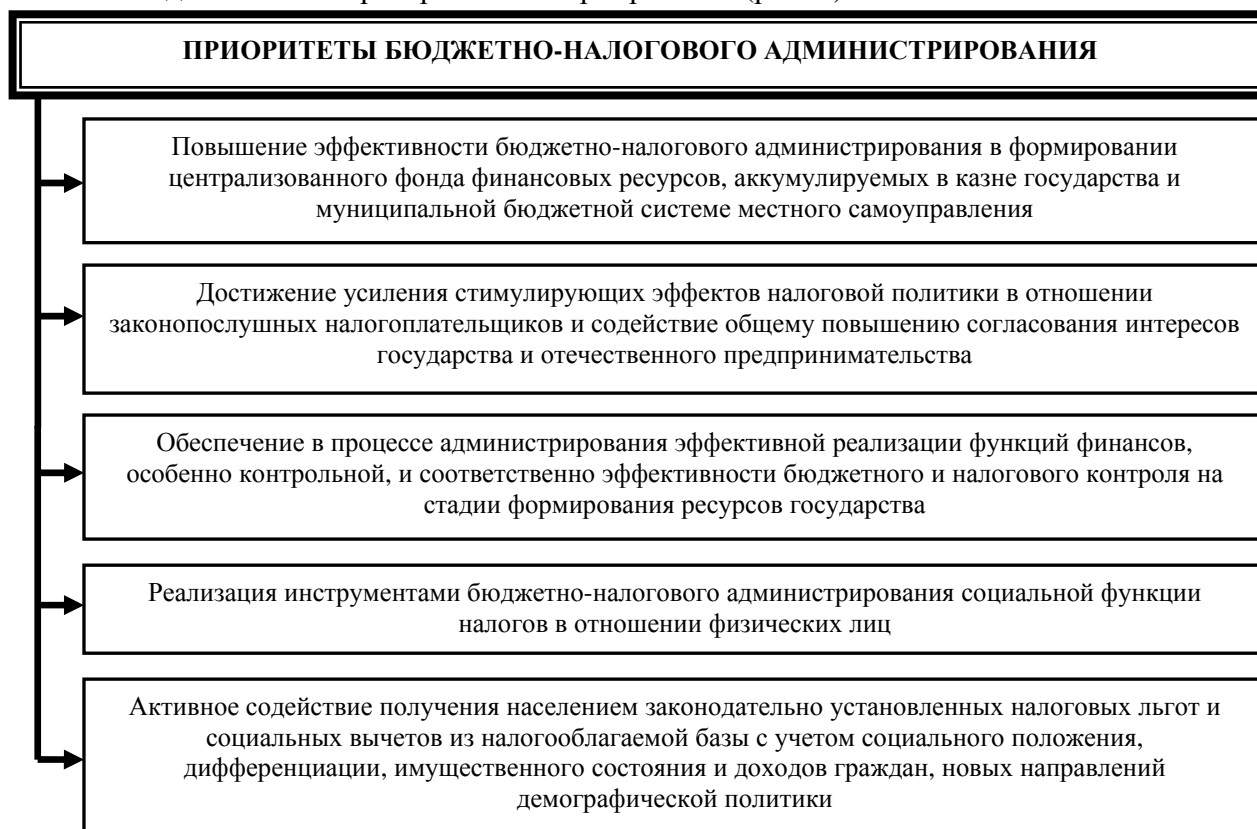 ПРИОРИТЕТЫ БЮДЖЕТНО-НАЛОГОВОГО АДМИНИСТРИРОВАНИЯ
Повышение эффективности бюджетно-налогового администрирования в формировании
централизованного фонда финансовых ресурсов, аккумулируемых в казне государства и
муниципальной бюджетной системе местного самоуправления
Достижение усиления стимулирующих эффектов налоговой политики в отношении
законопослушных налогоплательщиков и содействие общему повышению согласования интересов
государства и отечественного предпринимательства
Обеспечение в процессе администрирования эффективной реализации функций финансов,
особенно контрольной, и соответственно эффективности бюджетного и налогового контроля на
стадии формирования ресурсов государства
Реализация инструментами бюджетно-налогового администрирования социальной функции
налогов в отношении физических лиц
Активное содействие получения населением законодательно установленных налоговых льгот и
социальных вычетов из налогооблагаемой базы с учетом социального положения,
дифференциации, имущественного состояния и доходов граждан, новых направлений
демографической политики